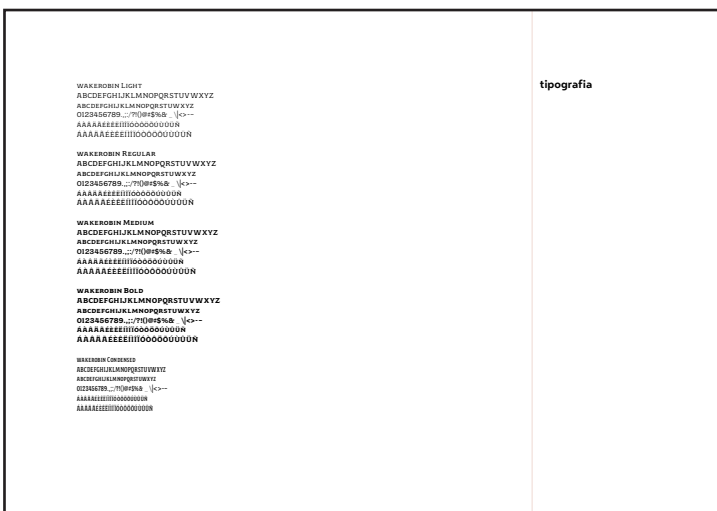 WAKEROBIN LIGHT
ABCDEFGHIJKLMNOPQRSTUVWXYZ
ABCDEFGHIJKLMNOPQRSTUWXYZ
0123456789.,;:/?!()@#$%& _ \|<>-–
ÁÀÄÂÉÈËÊÍÌÏÎÓÒÖÔÕÚÙÜÛÑ
WAKEROBIN REGULAR
ABCDEFGHIJKLMNOPQRSTUVWXYZ
ABCDEFGHIJKLMNOPQRSTUWXYZ
0123456789.,;:/?!()@#$%& _ \|<>-–
WAKEROBIN MEDIUM
ABCDEFGHIJKLMNOPQRSTUVWXYZ
ABCDEFGHIJKLMNOPQRSTUWXYZ
0123456789.,;:/?!()@#$%& _ \|<>-–
WAKEROBIN BOLD
ABCDEFGHIJKLMNOPQRSTUVWXYZ
ABCDEFGHIJKLMNOPQRSTUWXYZ
0123456789.,;:/?!()@#$%& _ \|<>-–
WAKEROBIN CONDENSED
ABCDEFGHIJKLMNOPQRSTUVWXYZ
ABCDEFGHIJKLMNOPQRSTUWXYZ
0123456789.,;:/?!()@#$%& _ \|<>-–
tipografia